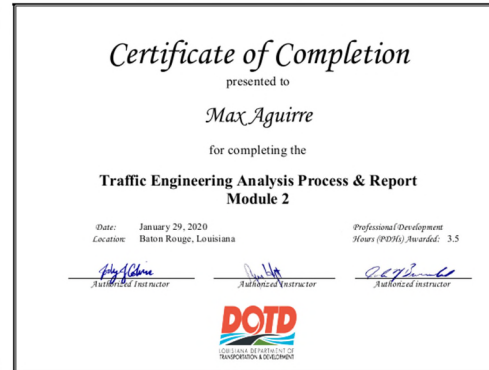 Certificate of Completion
presented to
Max Aguirre
for completing the
Traffic Engineering Analysis Process & Report
Module 2
Date: January 29, 2020
Location: Baton Rouge, Louisiana
Professional Development
Hours (PDHs) Awarded: 3.5
Authorized Instructor
Authorized Instructor
Authorized instructor
DOTD
LOUISIANA DEPARTMENT OF
TRANSPORTATION & DEVELOPMENT